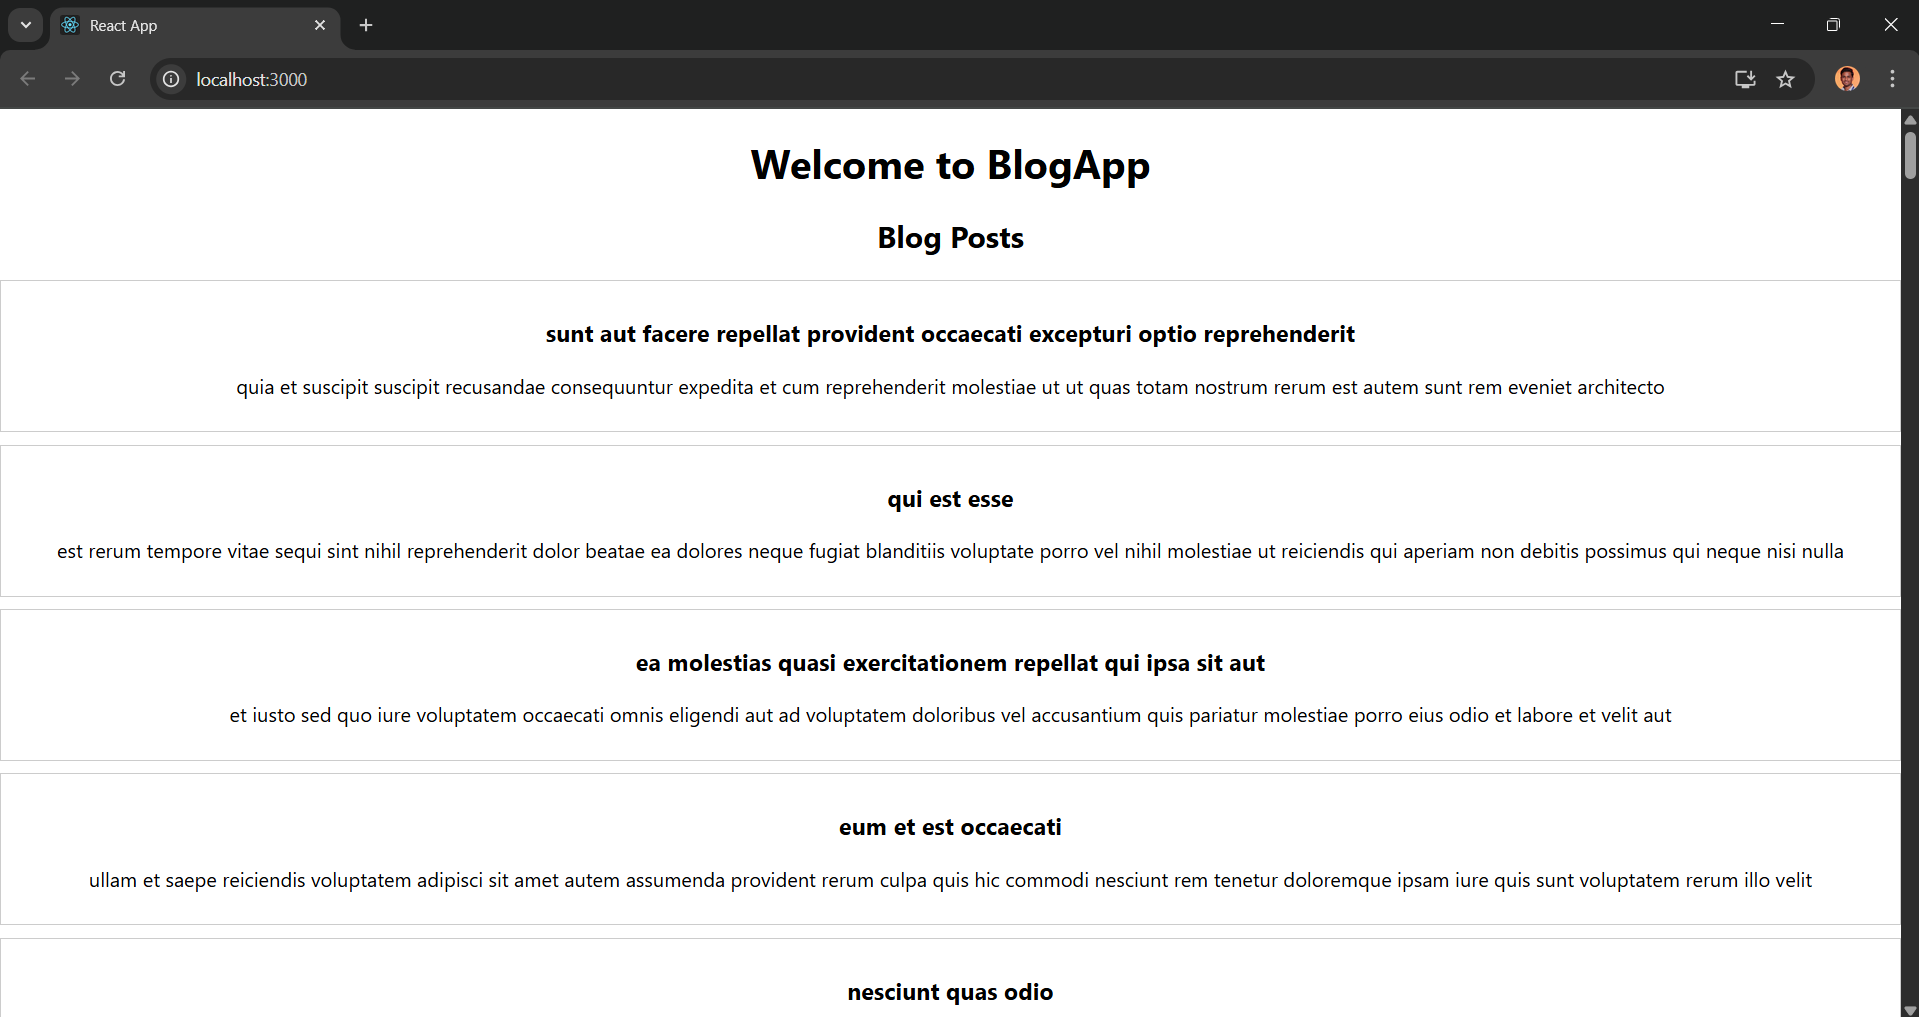 React App
localhost:3000
Welcome to BlogApp
Blog Posts
sunt aut facere repellat provident occaecati excepturi optio reprehenderit
quia et suscipit suscipit recusandae consequuntur expedita et cum reprehenderit molestiae ut ut quas totam nostrum rerum est autem sunt rem eveniet architecto
qui est esse
est rerum tempore vitae sequi sint nihil reprehenderit dolor beatae ea dolores neque fugiat blanditiis voluptate porro vel nihil molestiae ut reiciendis qui aperiam non debitis possimus qui neque nisi nulla
ea molestias quasi exercitationem repellat qui ipsa sit aut
et iusto sed quo iure voluptatem occaecati omnis eligendi aut ad voluptatem doloribus vel accusantium quis pariatur molestiae porro eius odio et labore et velit aut
eum et est occaecati
ullam et saepe reiciendis voluptatem adipisci sit amet autem assumenda provident rerum culpa quis hic commodi nesciunt rem tenetur doloremque ipsam iure quis sunt voluptatem rerum illo velit
nesciunt quas odio